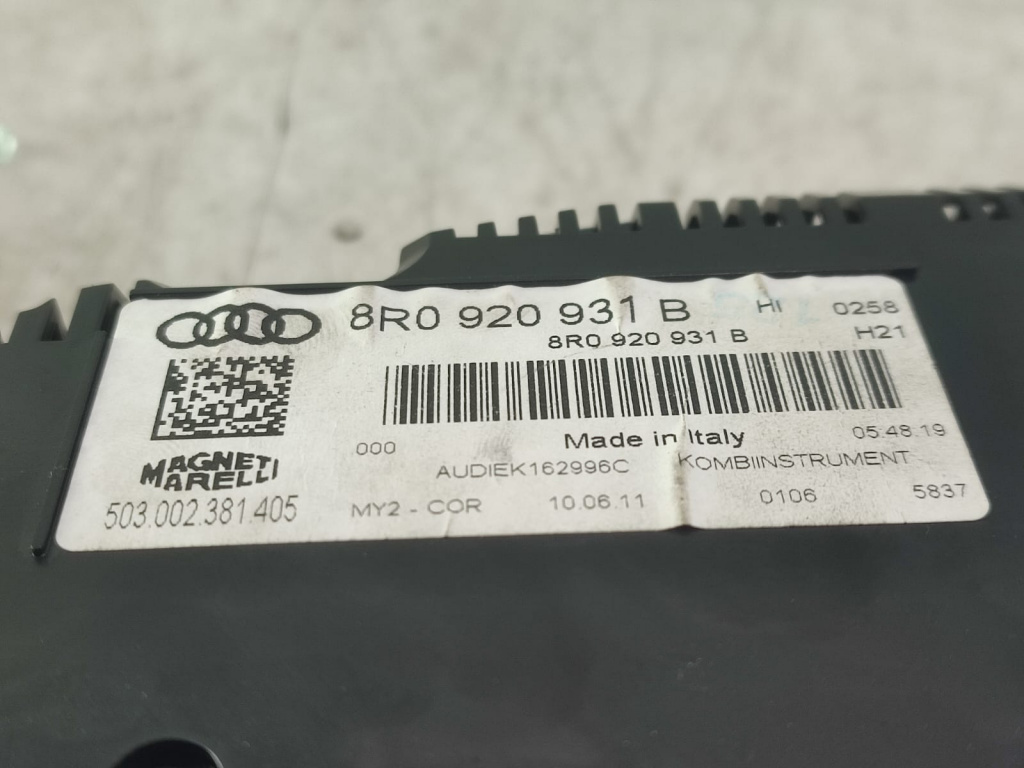 8R0 920 931 B HI 0258
8R0 920 931 B H21
000 Made in Italy 05.48.19
MAGNETI
MARELLI
AUDIEK162996C KOMBIINSTRUMENT
503.002.381.405
MY2 - COR 10.06.11 0106 5837